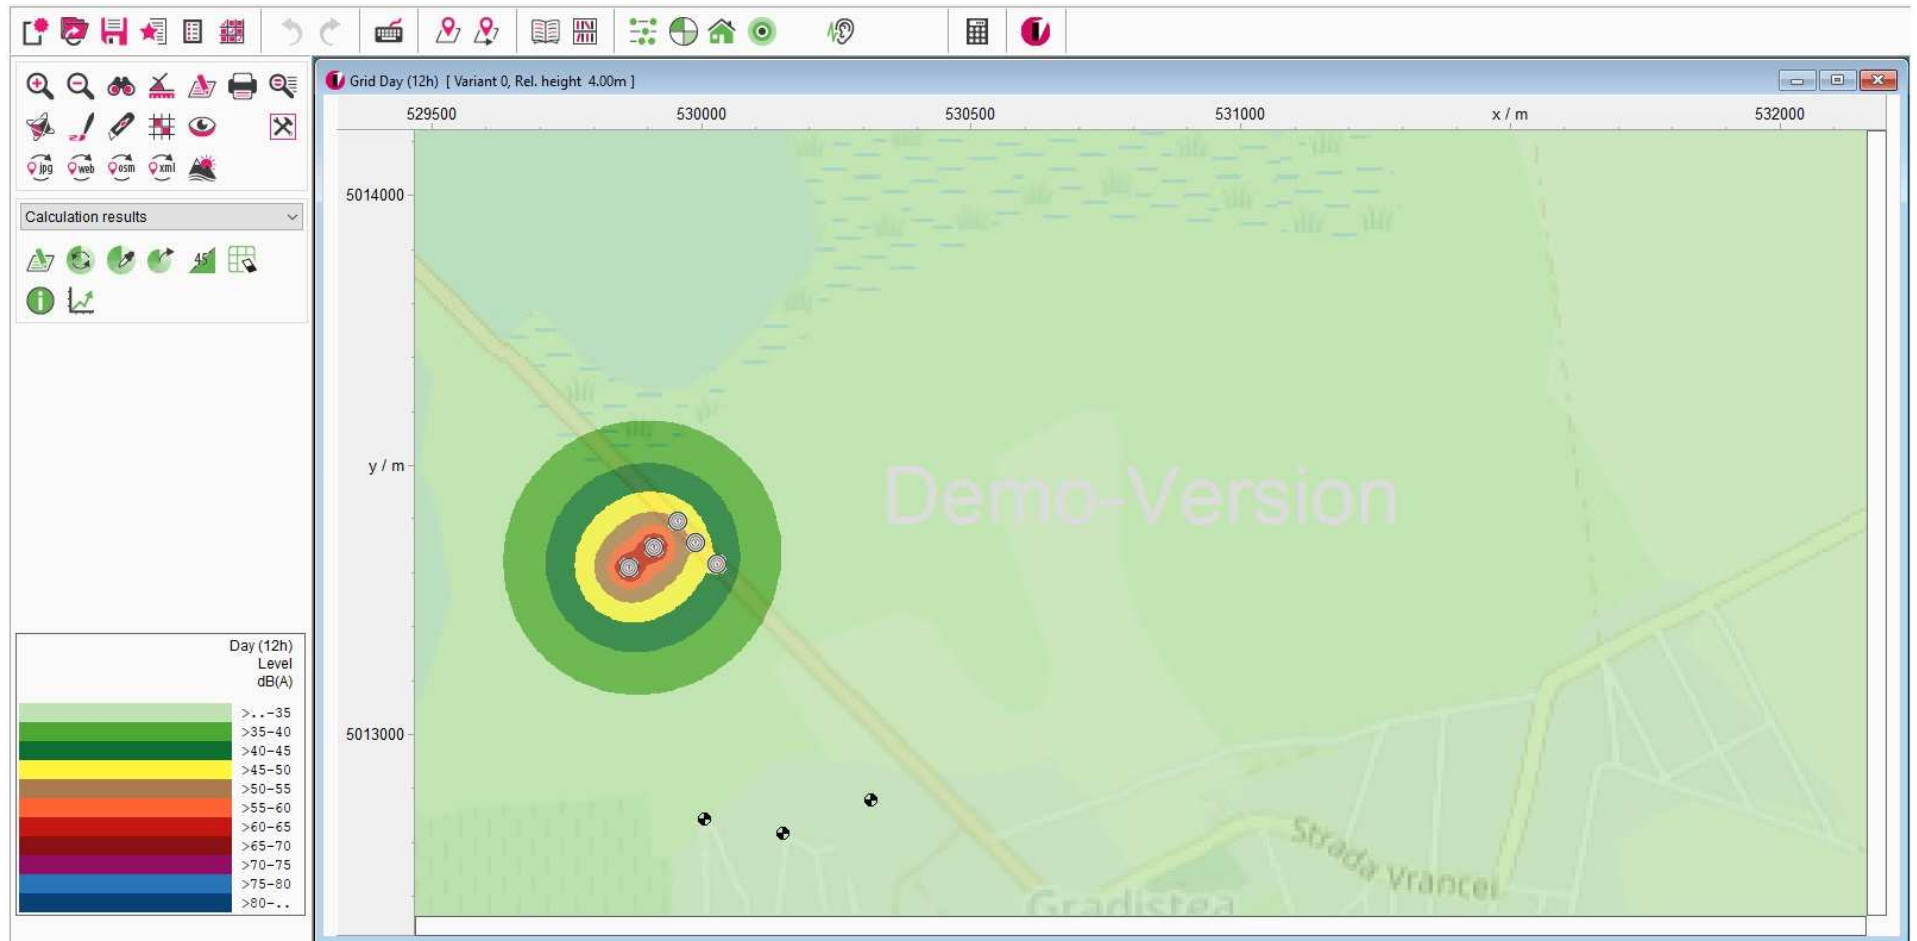 jpg web osm xml
Calculation results
45
Day (12h)
Level
dB(A)
>..-35
>35-40
>40-45
>45-50
>50-55
>55-60
>60-65
>65-70
>70-75
>75-80
>80-..
Grid Day (12h) [ Variant 0, Rel. height 4.00m ]
529500 530000 530500 531000 x / m 532000
5014000
y / m
5013000
Demo-Version
Strada Vrancei
Gradistea